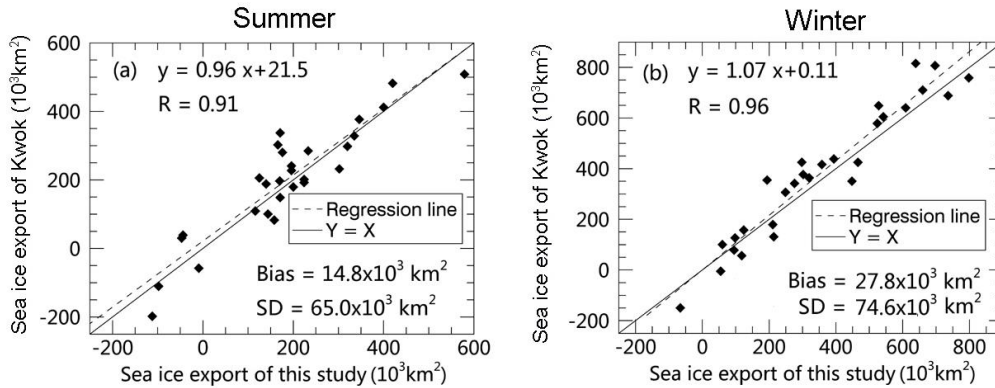 Summer
Sea ice export of Kwok (10³km²)
600
400
200
0
-200
(a) y = 0.96 x+21.5
R = 0.91
Regression line
Y = X
Bias = 14.8x10³ km²
SD = 65.0x10³ km²
-200 0 200 400 600
Sea ice export of this study (10³km²)
Winter
Sea ice export of Kwok (10³km²)
800
600
400
200
0
-200
(b) y = 1.07 x+0.11
R = 0.96
Regression line
Y = X
Bias = 27.8x10³ km²
SD = 74.6x10³ km²
-200 0 200 400 600 800
Sea ice export of this study (10³km²)